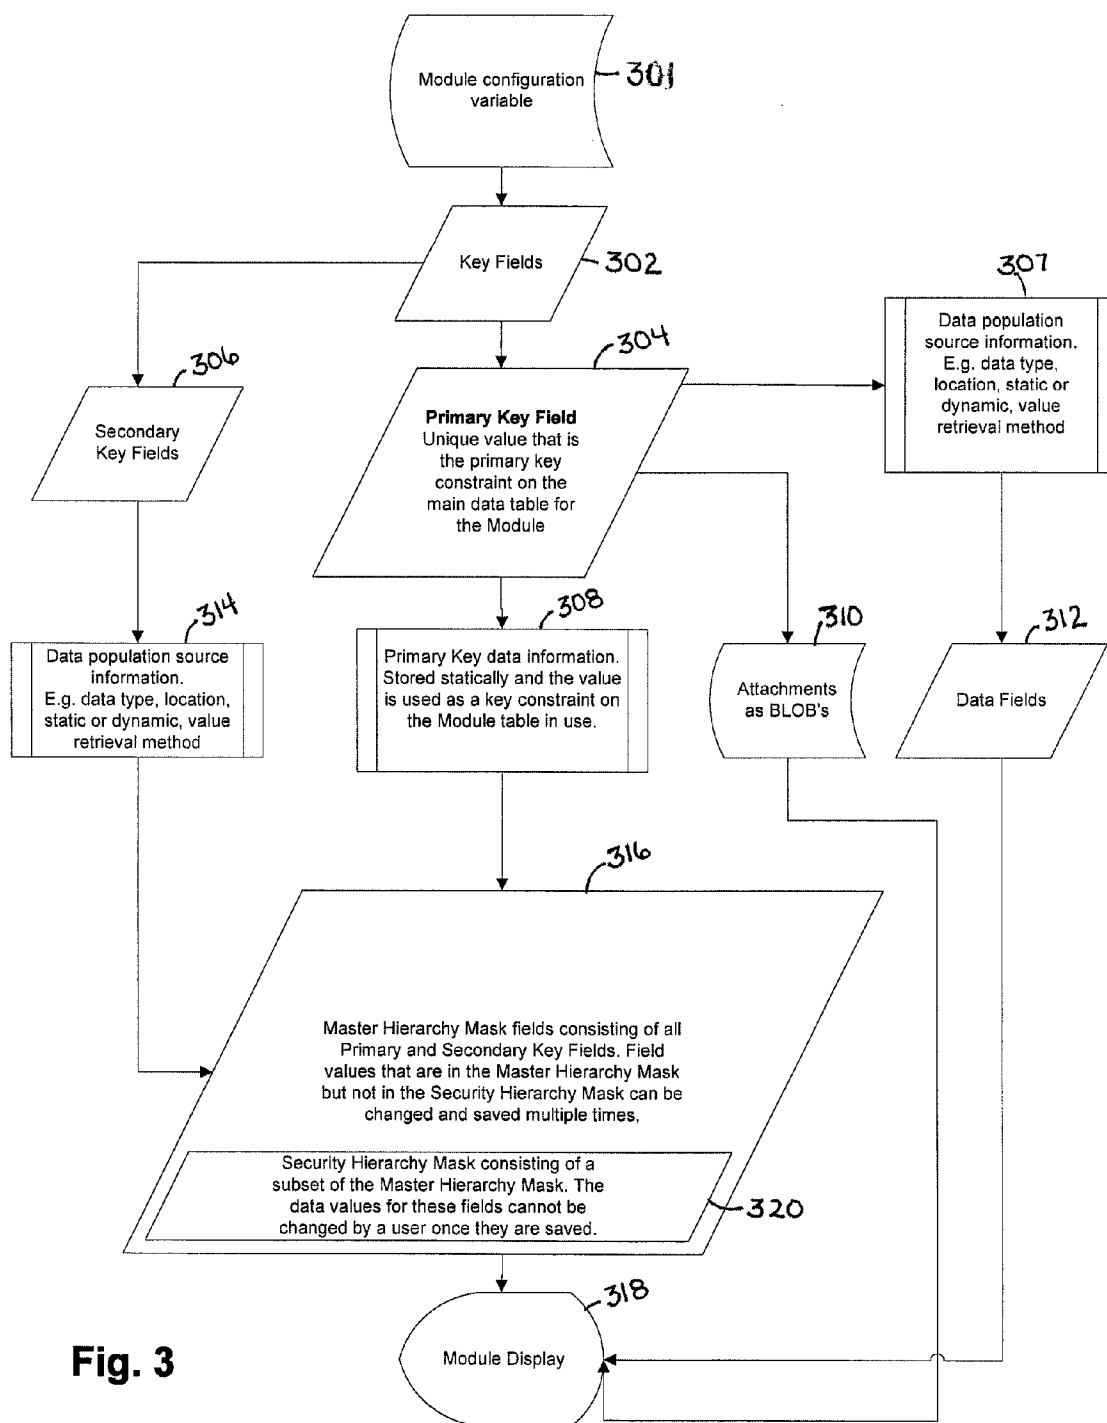 Module configuration
variable
301
Key Fields
302
307
Data population
source information.
E.g. data type,
location, static or
dynamic, value
retrieval method
304
Primary Key Field
Unique value that is
the primary key
constraint on the
main data table for
the Module
306
Secondary
Key Fields
314
Data population source
information.
E.g. data type, location,
static or dynamic, value
retrieval method
308
Primary Key data information.
Stored statically and the value
is used as a key constraint on
the Module table in use.
310
Attachments
as BLOB's
312
Data Fields
316
Master Hierarchy Mask fields consisting of all
Primary and Secondary Key Fields. Field
values that are in the Master Hierarchy Mask
but not in the Security Hierarchy Mask can be
changed and saved multiple times,
Security Hierarchy Mask consisting of a
subset of the Master Hierarchy Mask. The
data values for these fields cannot be
changed by a user once they are saved.
320
318
Module Display
Fig. 3